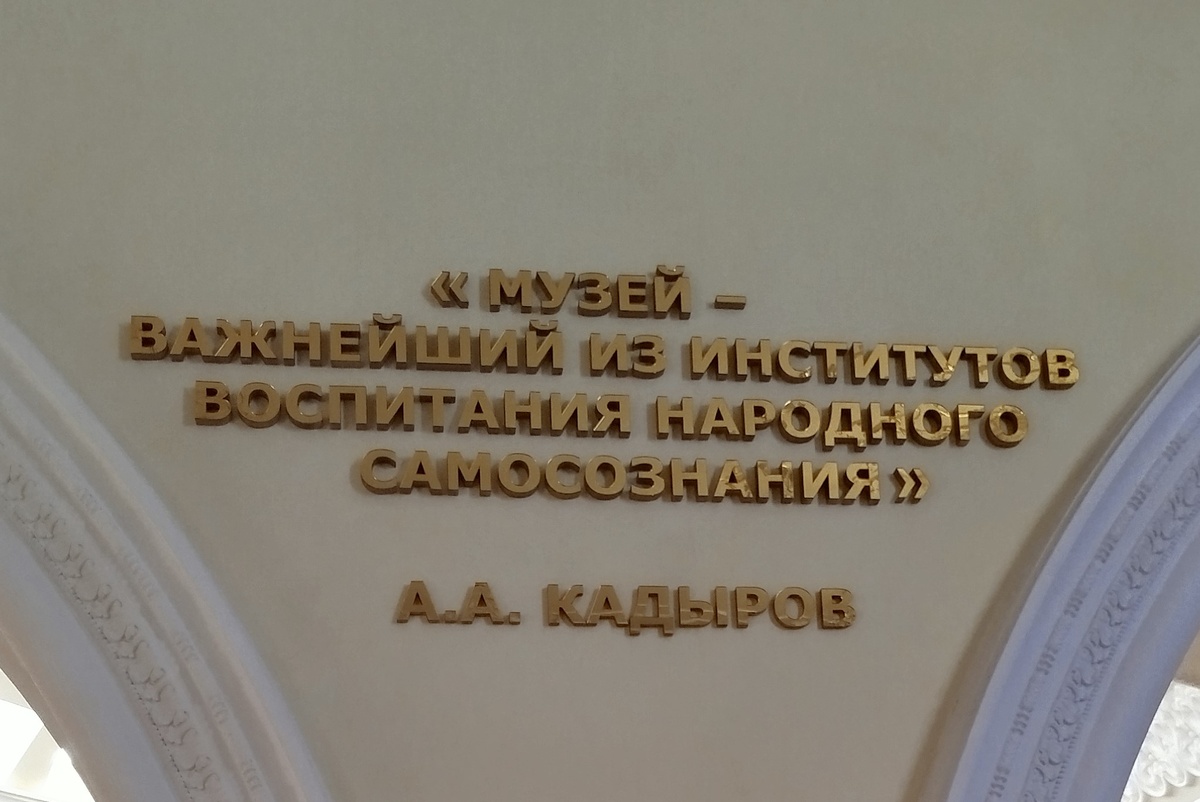 « МУЗЕЙ –
ВАЖНЕЙШИЙ ИЗ ИНСТИТУТОВ
ВОСПИТАНИЯ НАРОДНОГО
САМОСОЗНАНИЯ »
А.А. КАДЫРОВ